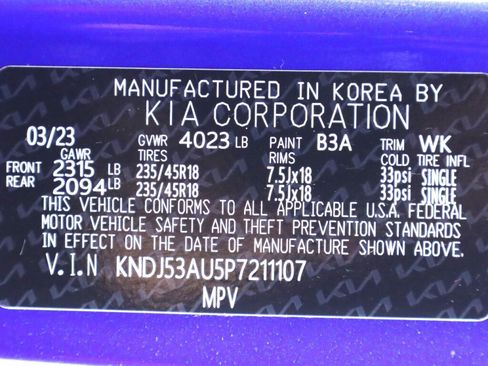 MANUFACTURED IN KOREA BY
KIA CORPORATION
03/23 GVWR 4023 LB PAINT B3A TRIM WK
GAWR TIRES RIMS COLD TIRE INFL
FRONT 2315 LB 235/45R18 7.5Jx18 33psi SINGLE
REAR 2094 LB 235/45R18 7.5Jx18 33psi SINGLE
THIS VEHICLE CONFORMS TO ALL APPLICABLE U.S.A. FEDERAL
MOTOR VEHICLE SAFETY AND THEFT PREVENTION STANDARDS
IN EFFECT ON THE DATE OF MANUFACTURE SHOWN ABOVE.
V.I.N KNDJ53AU5P7211107
MPV